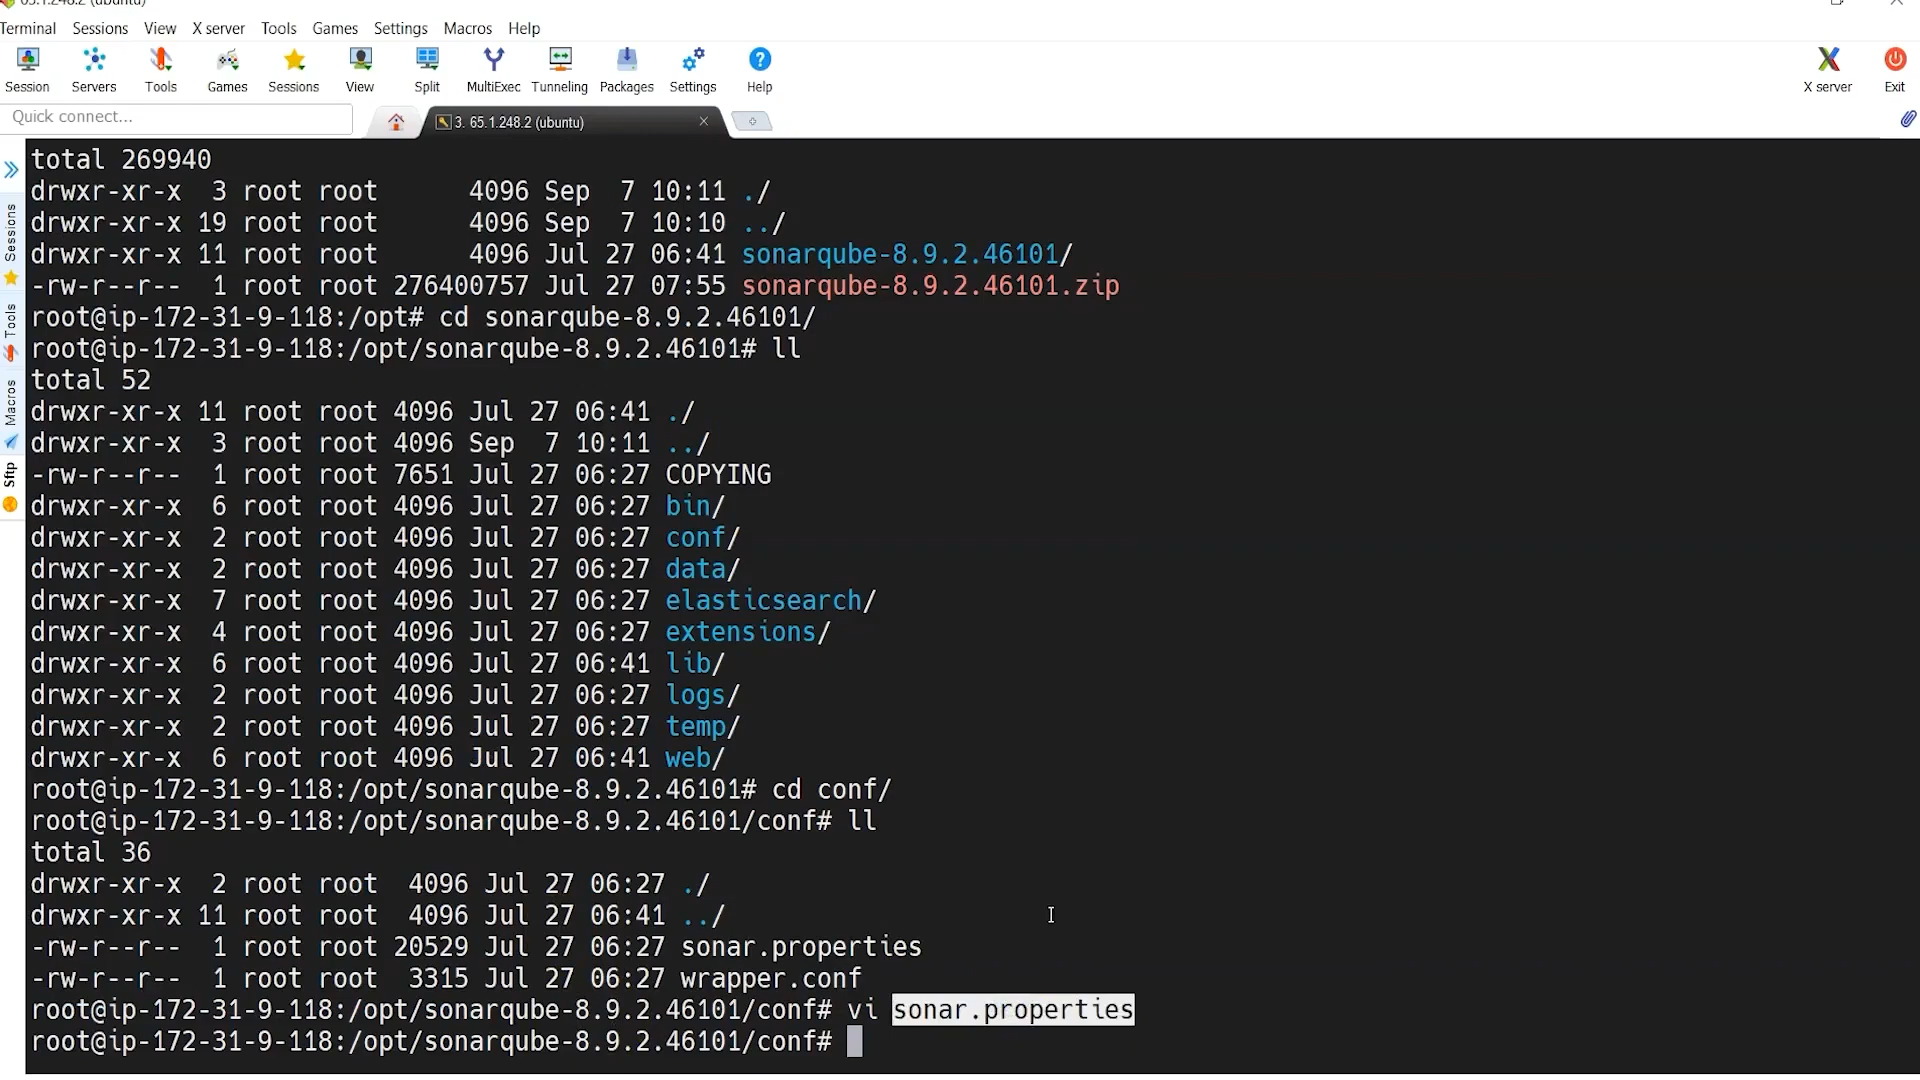 65.1.248.2 (ubuntu)
Terminal Sessions View X server Tools Games Settings Macros Help
Session Servers Tools Games Sessions View Split MultiExec Tunneling Packages Settings Help X server Exit
Quick connect...
3. 65.1.248.2 (ubuntu)
Sessions
Tools
Macros
Sftp
total 269940
drwxr-xr-x  3 root root      4096 Sep  7 10:11 ./
drwxr-xr-x 19 root root      4096 Sep  7 10:10 ../
drwxr-xr-x 11 root root      4096 Jul 27 06:41 sonarqube-8.9.2.46101/
-rw-r--r--  1 root root 276400757 Jul 27 07:55 sonarqube-8.9.2.46101.zip
root@ip-172-31-9-118:/opt# cd sonarqube-8.9.2.46101/
root@ip-172-31-9-118:/opt/sonarqube-8.9.2.46101# ll
total 52
drwxr-xr-x 11 root root 4096 Jul 27 06:41 ./
drwxr-xr-x  3 root root 4096 Sep  7 10:11 ../
-rw-r--r--  1 root root 7651 Jul 27 06:27 COPYING
drwxr-xr-x  6 root root 4096 Jul 27 06:27 bin/
drwxr-xr-x  2 root root 4096 Jul 27 06:27 conf/
drwxr-xr-x  2 root root 4096 Jul 27 06:27 data/
drwxr-xr-x  7 root root 4096 Jul 27 06:27 elasticsearch/
drwxr-xr-x  4 root root 4096 Jul 27 06:27 extensions/
drwxr-xr-x  6 root root 4096 Jul 27 06:41 lib/
drwxr-xr-x  2 root root 4096 Jul 27 06:27 logs/
drwxr-xr-x  2 root root 4096 Jul 27 06:27 temp/
drwxr-xr-x  6 root root 4096 Jul 27 06:41 web/
root@ip-172-31-9-118:/opt/sonarqube-8.9.2.46101# cd conf/
root@ip-172-31-9-118:/opt/sonarqube-8.9.2.46101/conf# ll
total 36
drwxr-xr-x  2 root root  4096 Jul 27 06:27 ./
drwxr-xr-x 11 root root  4096 Jul 27 06:41 ../
-rw-r--r--  1 root root 20529 Jul 27 06:27 sonar.properties
-rw-r--r--  1 root root  3315 Jul 27 06:27 wrapper.conf
root@ip-172-31-9-118:/opt/sonarqube-8.9.2.46101/conf# vi sonar.properties
root@ip-172-31-9-118:/opt/sonarqube-8.9.2.46101/conf#